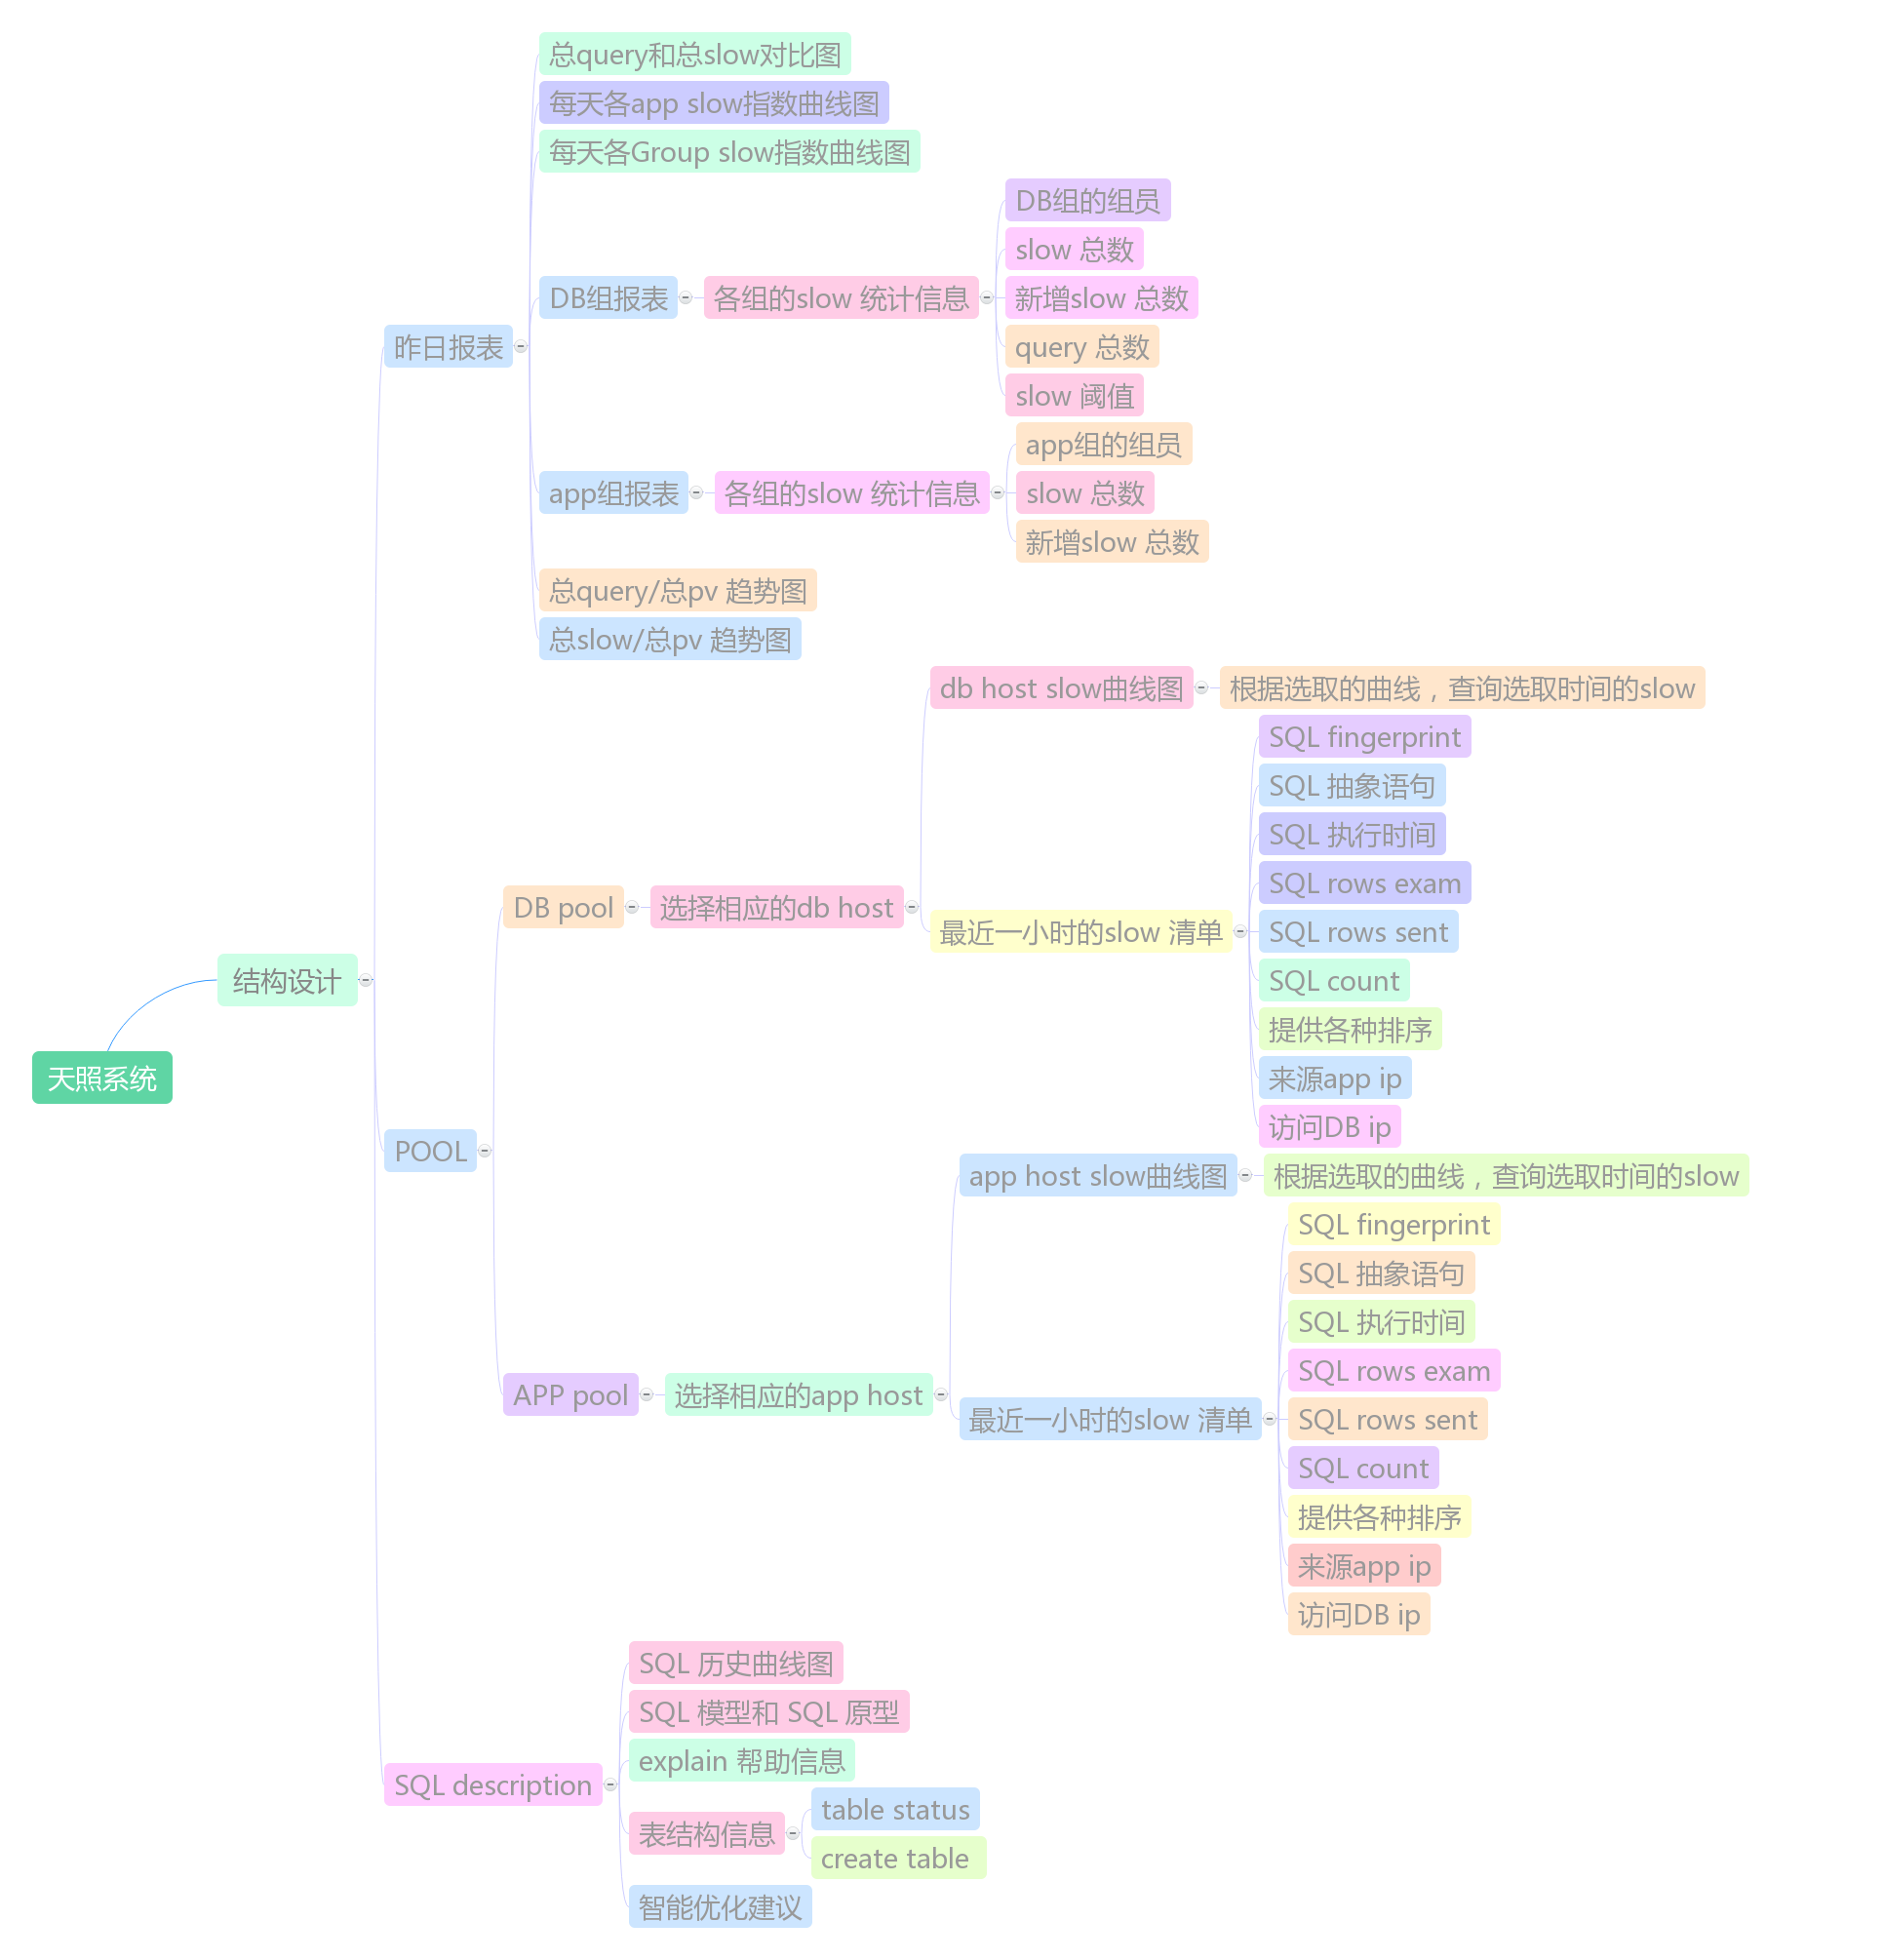 总query和总slow对比图
每天各app slow指数曲线图
每天各Group slow指数曲线图
DB组的组员
slow 总数
DB组报表
各组的slow 统计信息
新增slow 总数
昨日报表
query 总数
slow 阈值
app组的组员
app组报表
各组的slow 统计信息
slow 总数
新增slow 总数
总query/总pv 趋势图
总slow/总pv 趋势图
db host slow曲线图
根据选取的曲线，查询选取时间的slow
SQL fingerprint
SQL 抽象语句
SQL 执行时间
SQL rows exam
DB pool
选择相应的db host
最近一小时的slow 清单
SQL rows sent
结构设计
SQL count
提供各种排序
天照系统
来源app ip
访问DB ip
POOL
app host slow曲线图
根据选取的曲线，查询选取时间的slow
SQL fingerprint
SQL 抽象语句
SQL 执行时间
SQL rows exam
APP pool
选择相应的app host
最近一小时的slow 清单
SQL rows sent
SQL count
提供各种排序
来源app ip
访问DB ip
SQL 历史曲线图
SQL 模型和 SQL 原型
explain 帮助信息
SQL description
table status
表结构信息
create table
智能优化建议